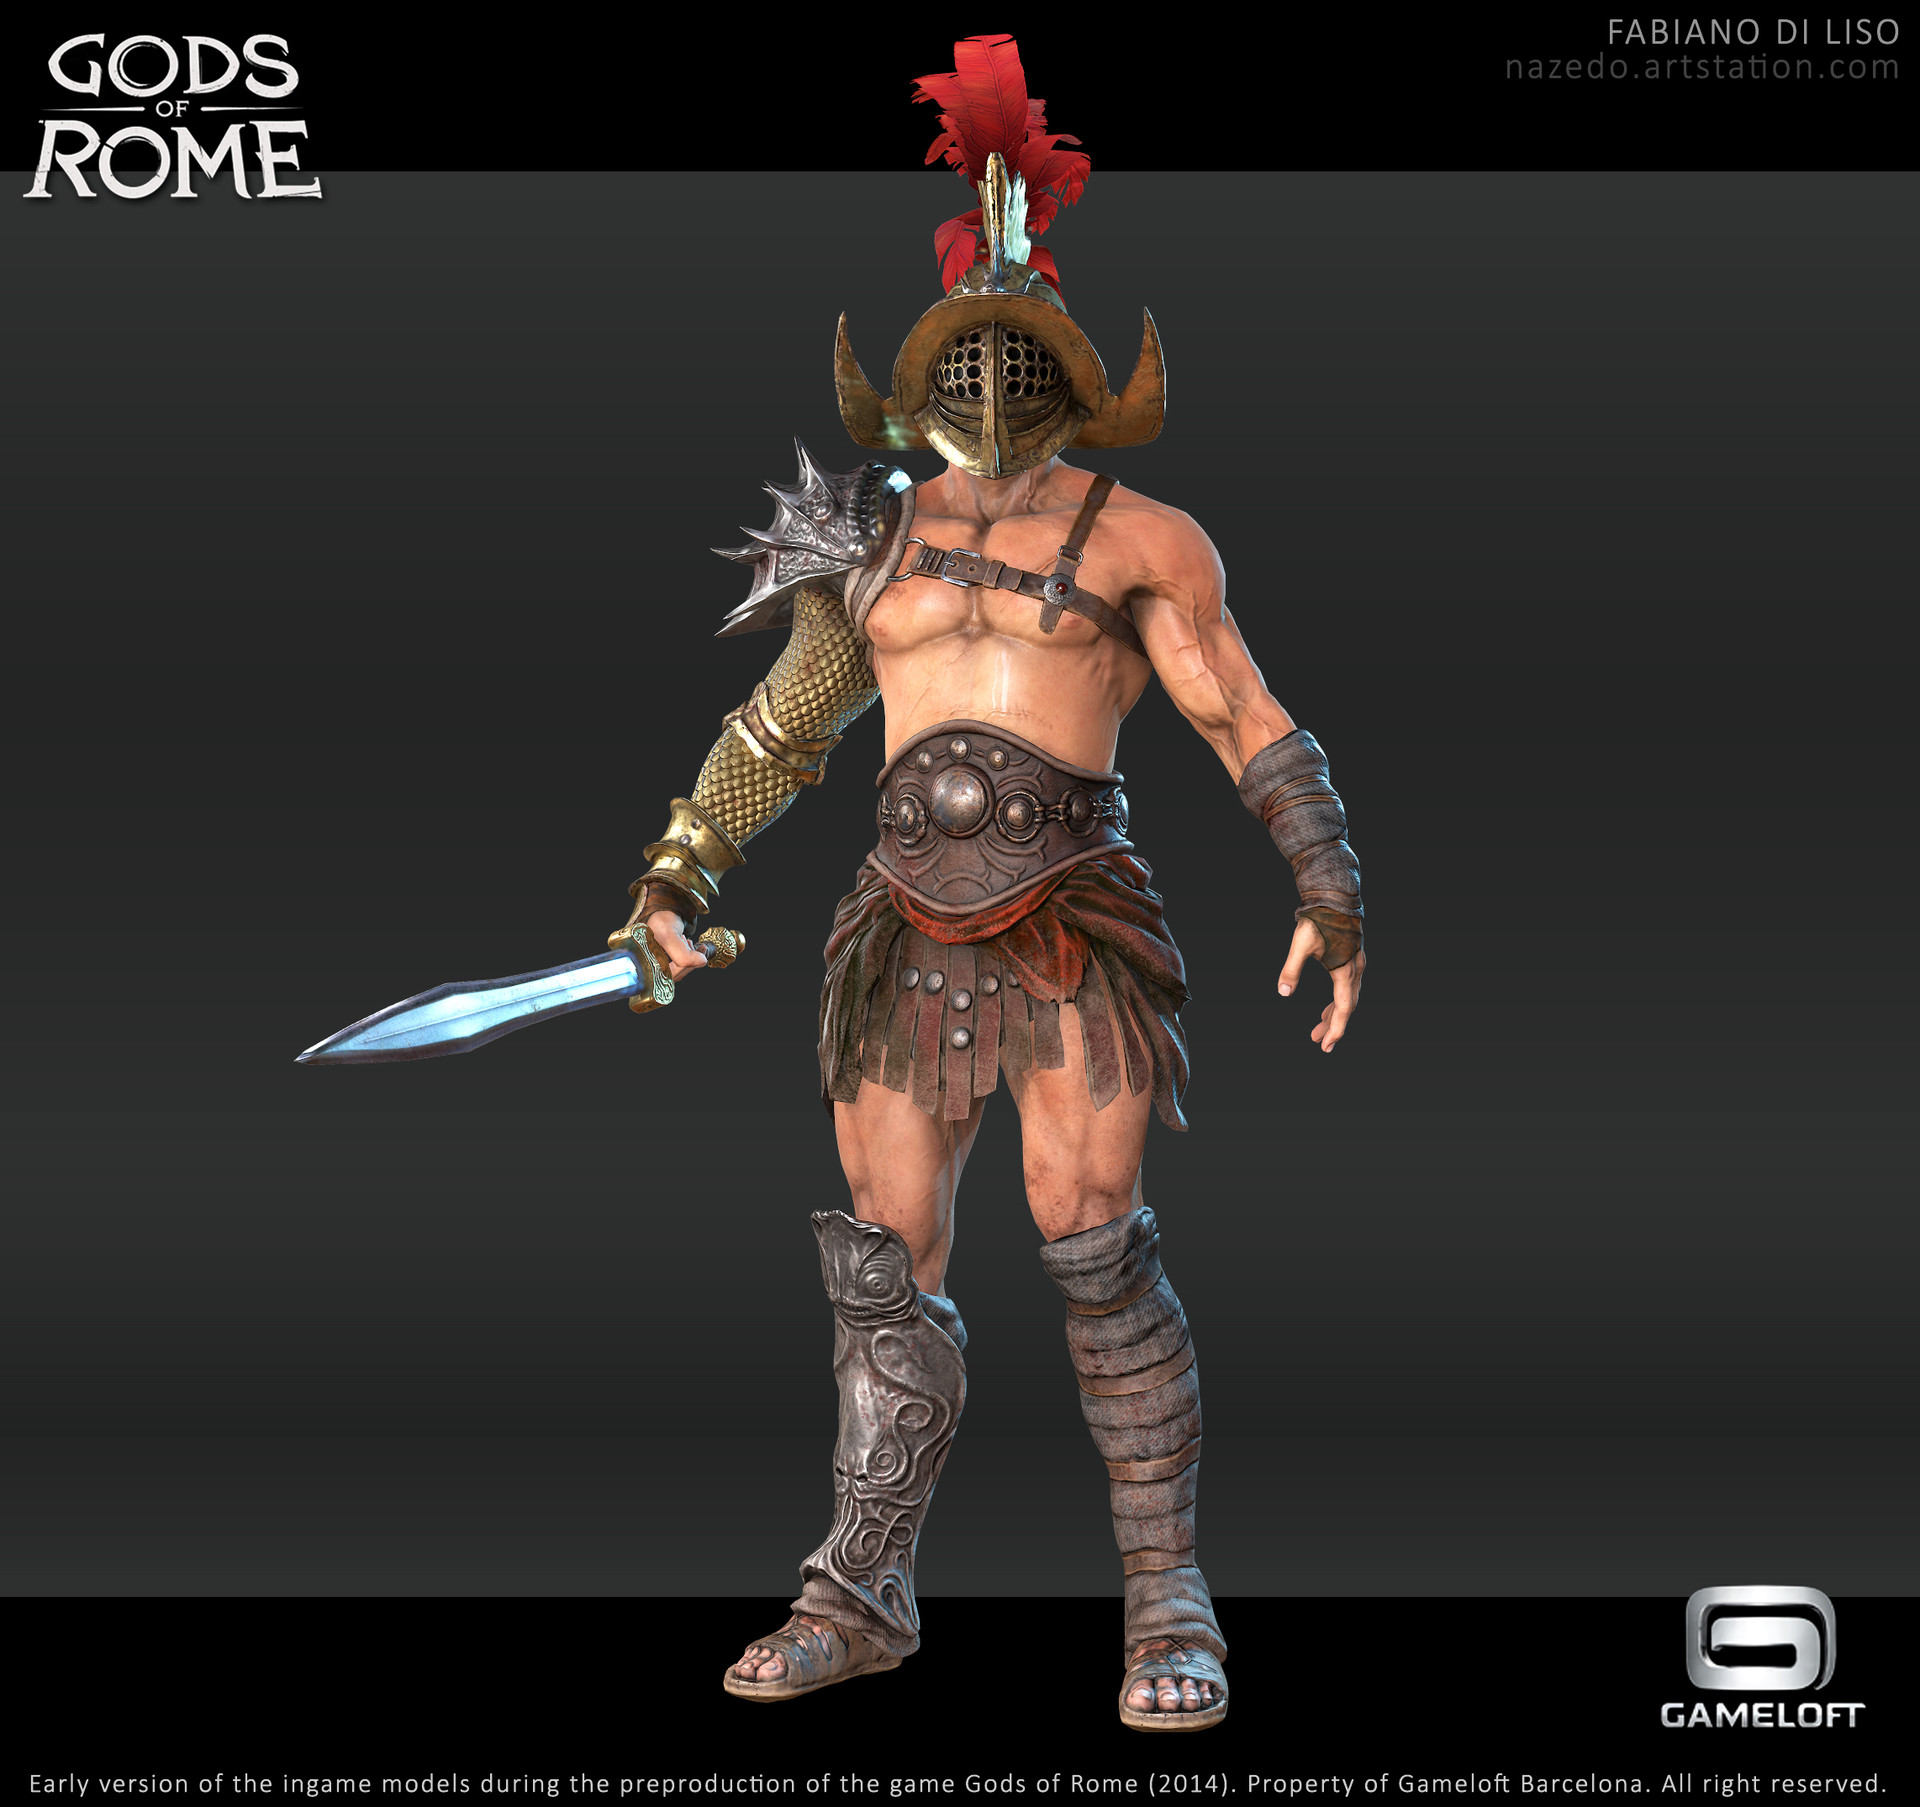 GODS
OF
ROME
FABIANO DI LISO
nazedo.artstation.com
GAMELOFT
Early version of the ingame models during the preproduction of the game Gods of Rome (2014). Property of Gameloft Barcelona. All right reserved.